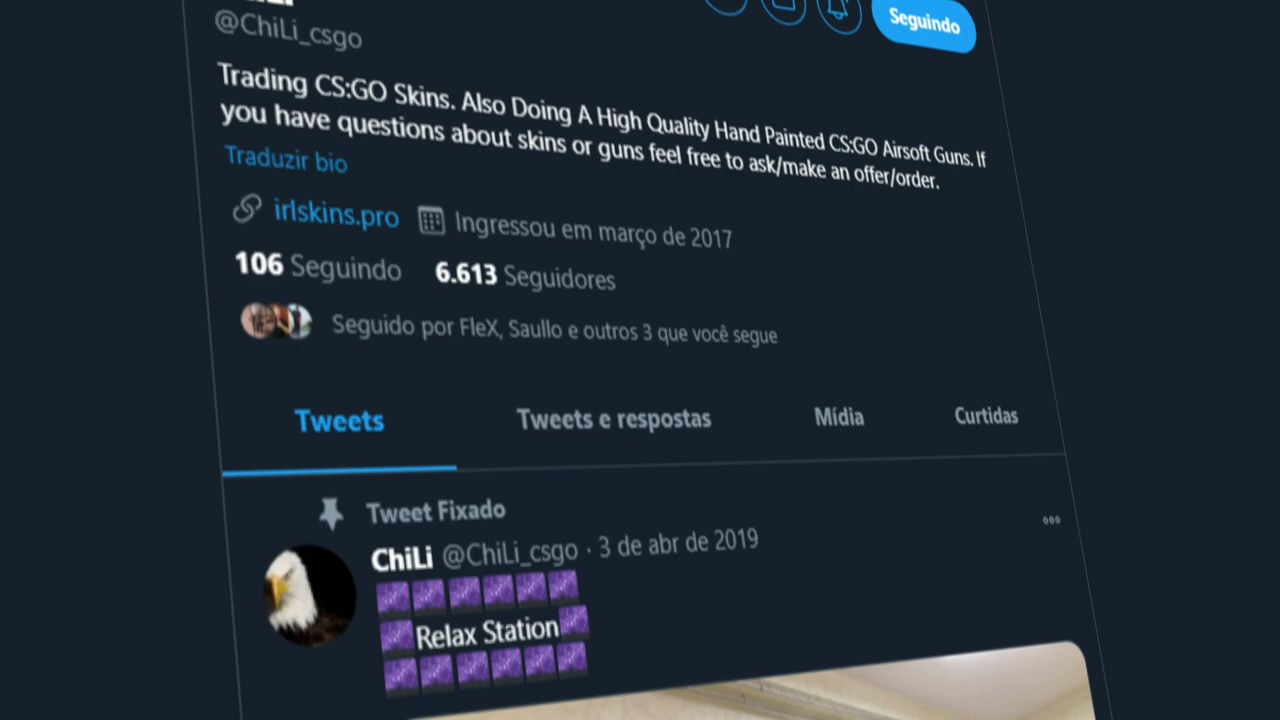 @ChiLi_csgo
Seguindo
Trading CS:GO Skins. Also Doing A High Quality Hand Painted CS:GO Airsoft Guns. If
you have questions about skins or guns feel free to ask/make an offer/order.
Traduzir bio
irlskins.pro Ingressou em março de 2017
106 Seguindo 6.613 Seguidores
Seguido por FleX, Saullo e outros 3 que você segue
Tweets Tweets e respostas Mídia Curtidas
Tweet Fixado
ChiLi @ChiLi_csgo · 3 de abr de 2019
Relax Station